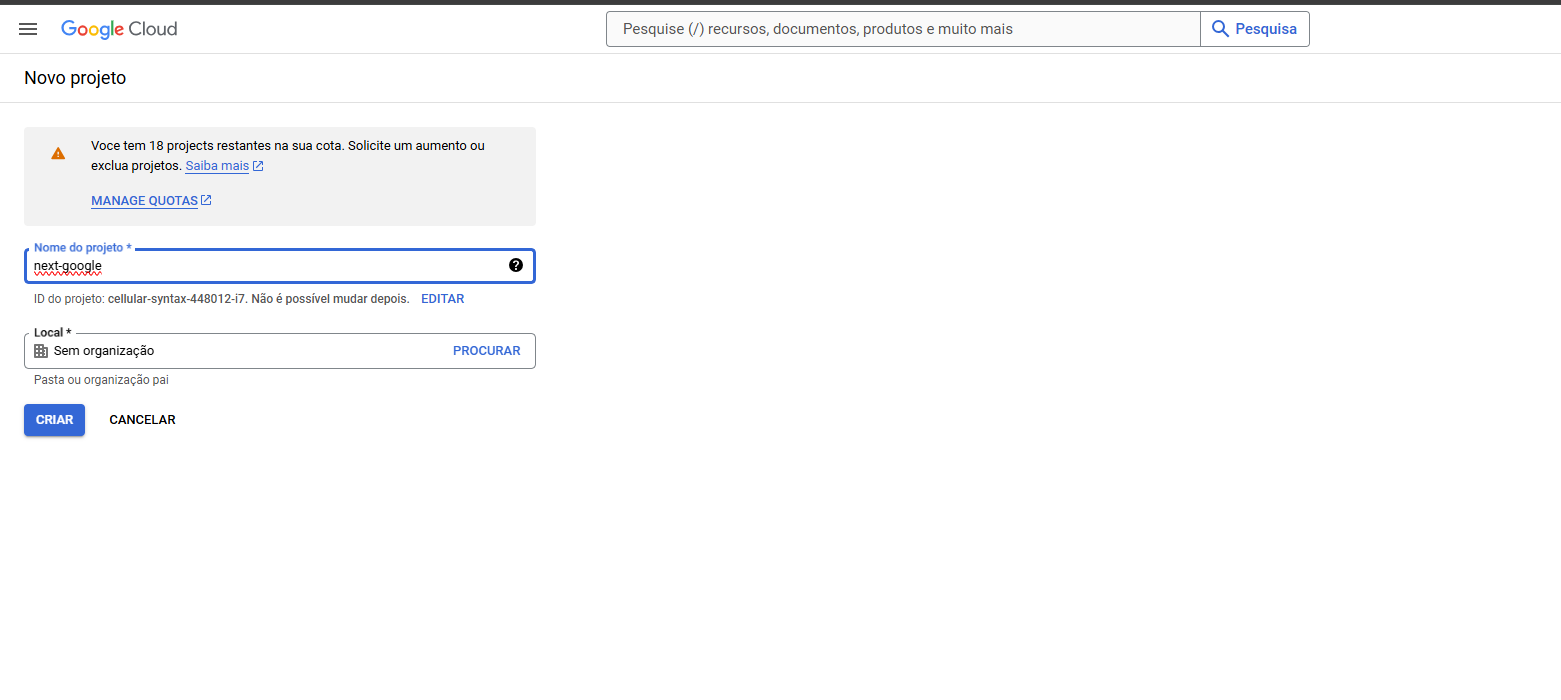 Google Cloud
Pesquise (/) recursos, documentos, produtos e muito mais
Pesquisa
Novo projeto
Voce tem 18 projects restantes na sua cota. Solicite um aumento ou
exclua projetos. Saiba mais
MANAGE QUOTAS
Nome do projeto *
next-google
ID do projeto: cellular-syntax-448012-i7. Não é possível mudar depois. EDITAR
Local *
Sem organização
PROCURAR
Pasta ou organização pai
CRIAR
CANCELAR